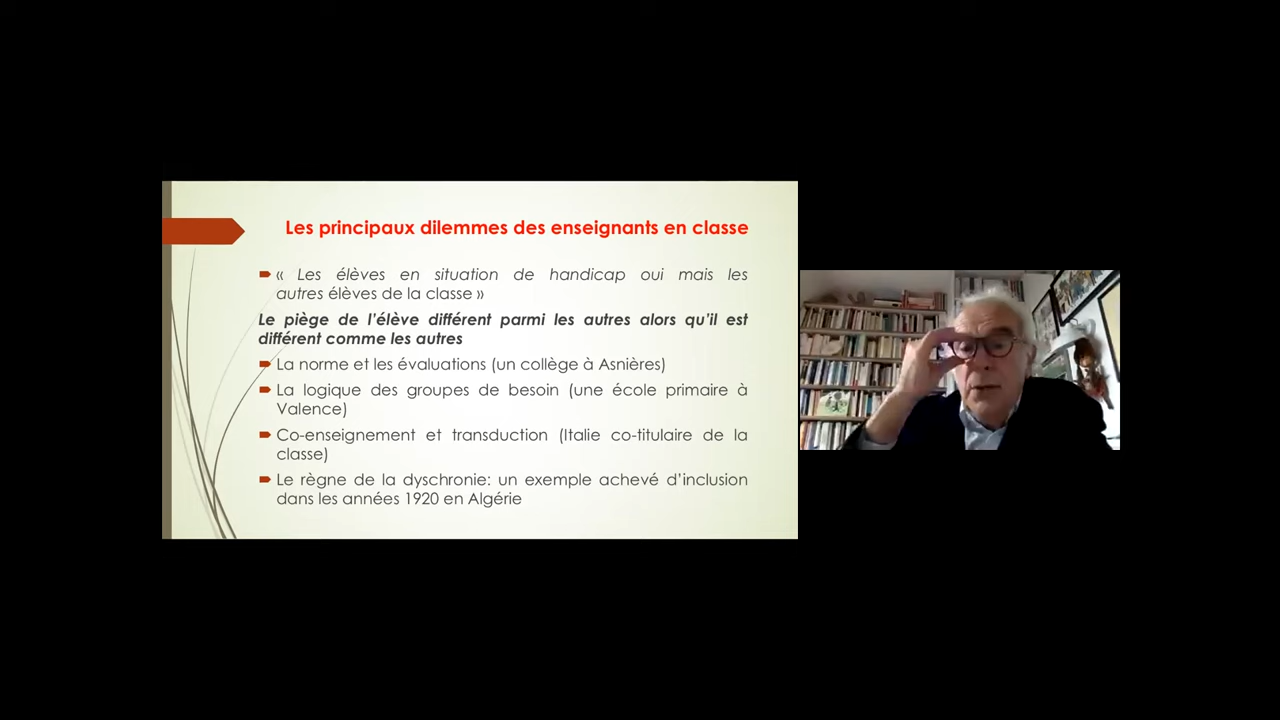 Les principaux dilemmes des enseignants en classe
« Les élèves en situation de handicap oui mais les
autres élèves de la classe »
Le piège de l'élève différent parmi les autres alors qu'il est
différent comme les autres
La norme et les évaluations (un collège à Asnières)
La logique des groupes de besoin (une école primaire à
Valence)
Co-enseignement et transduction (Italie co-titulaire de la
classe)
Le règne de la dyschronie: un exemple achevé d'inclusion
dans les années 1920 en Algérie